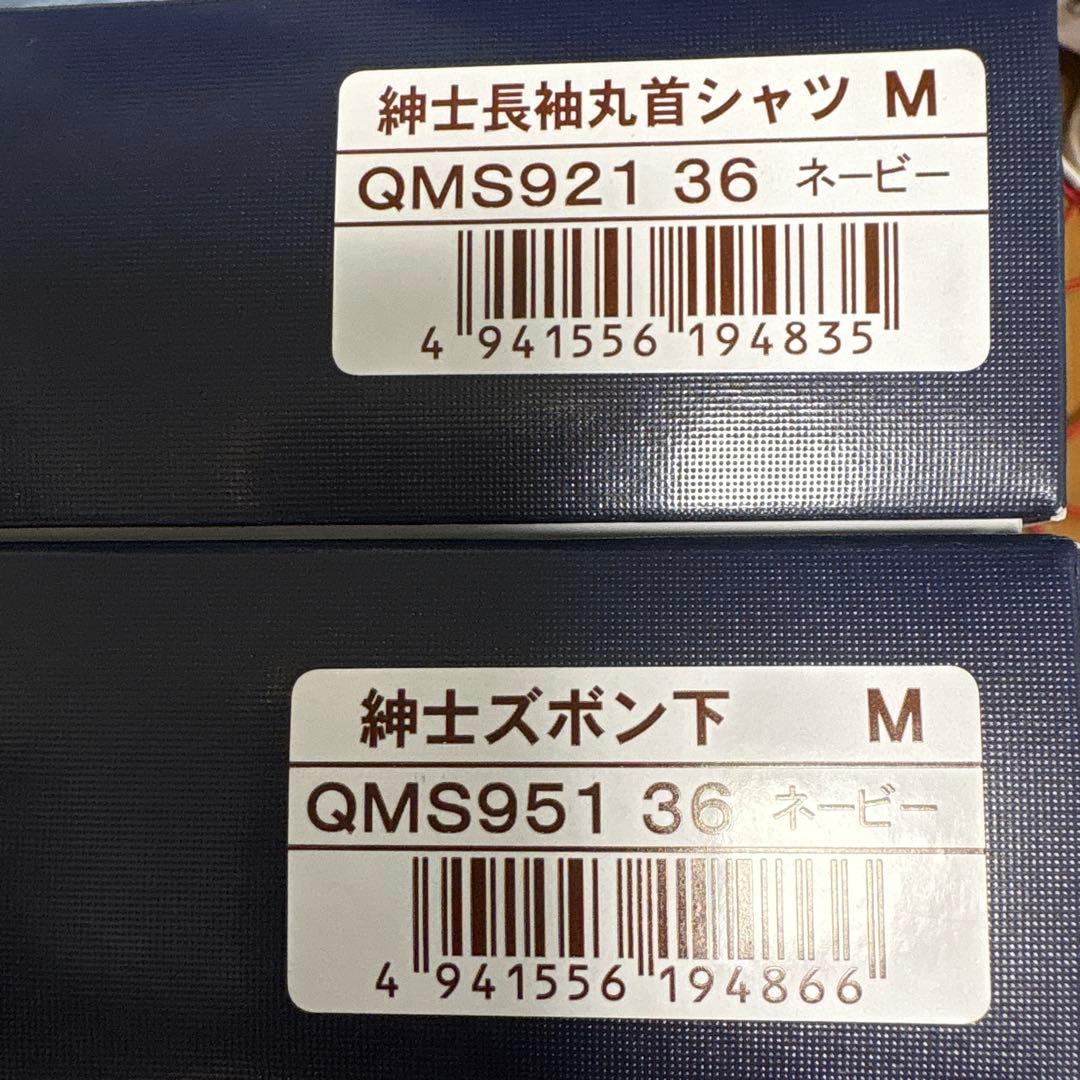 紳士長袖丸首シャツ M
QMS921 36 ネービー
4 941556 194835
紳士ズボン下 M
QMS951 36 ネービー
4 941556 194866